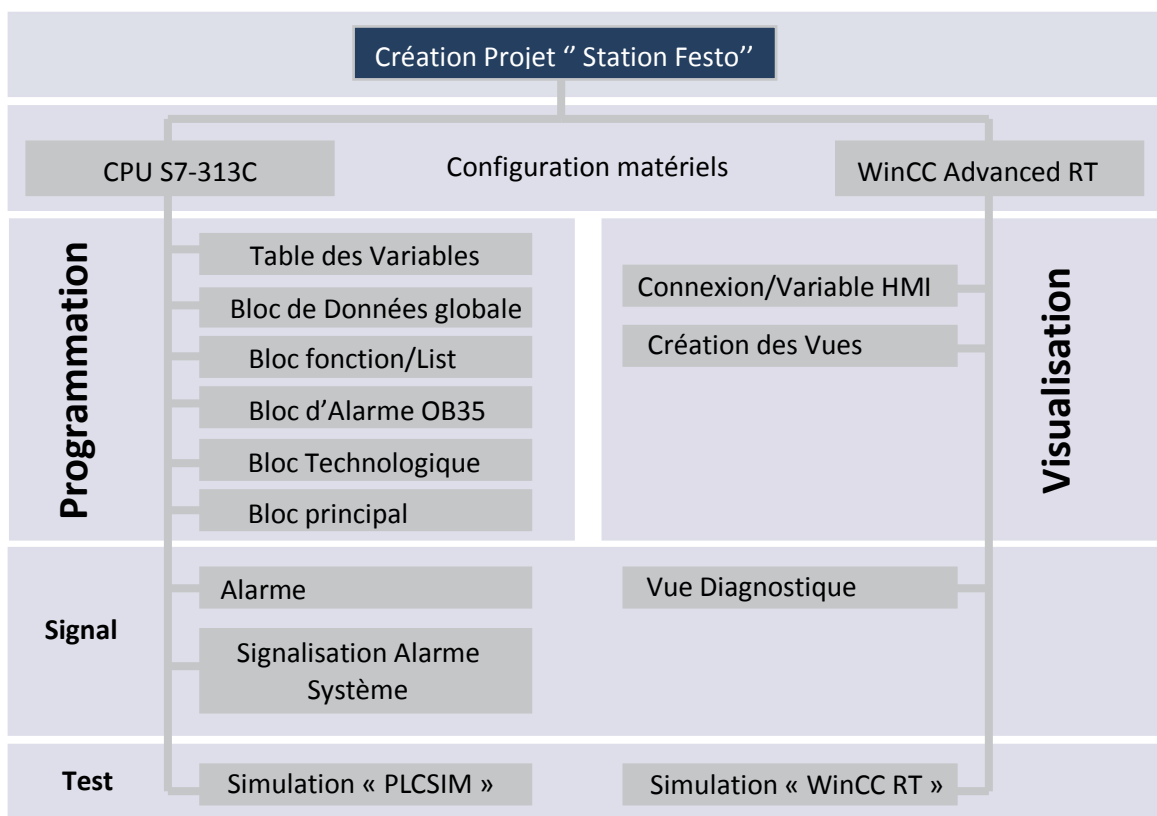 Création Projet ‘’ Station Festo’’
CPU S7-313C
Configuration matériels
WinCC Advanced RT
Programmation
Table des Variables
Bloc de Données globale
Bloc fonction/List
Bloc d’Alarme OB35
Bloc Technologique
Bloc principal
Connexion/Variable HMI
Création des Vues
Visualisation
Signal
Alarme
Signalisation Alarme
Système
Vue Diagnostique
Test
Simulation « PLCSIM »
Simulation « WinCC RT »